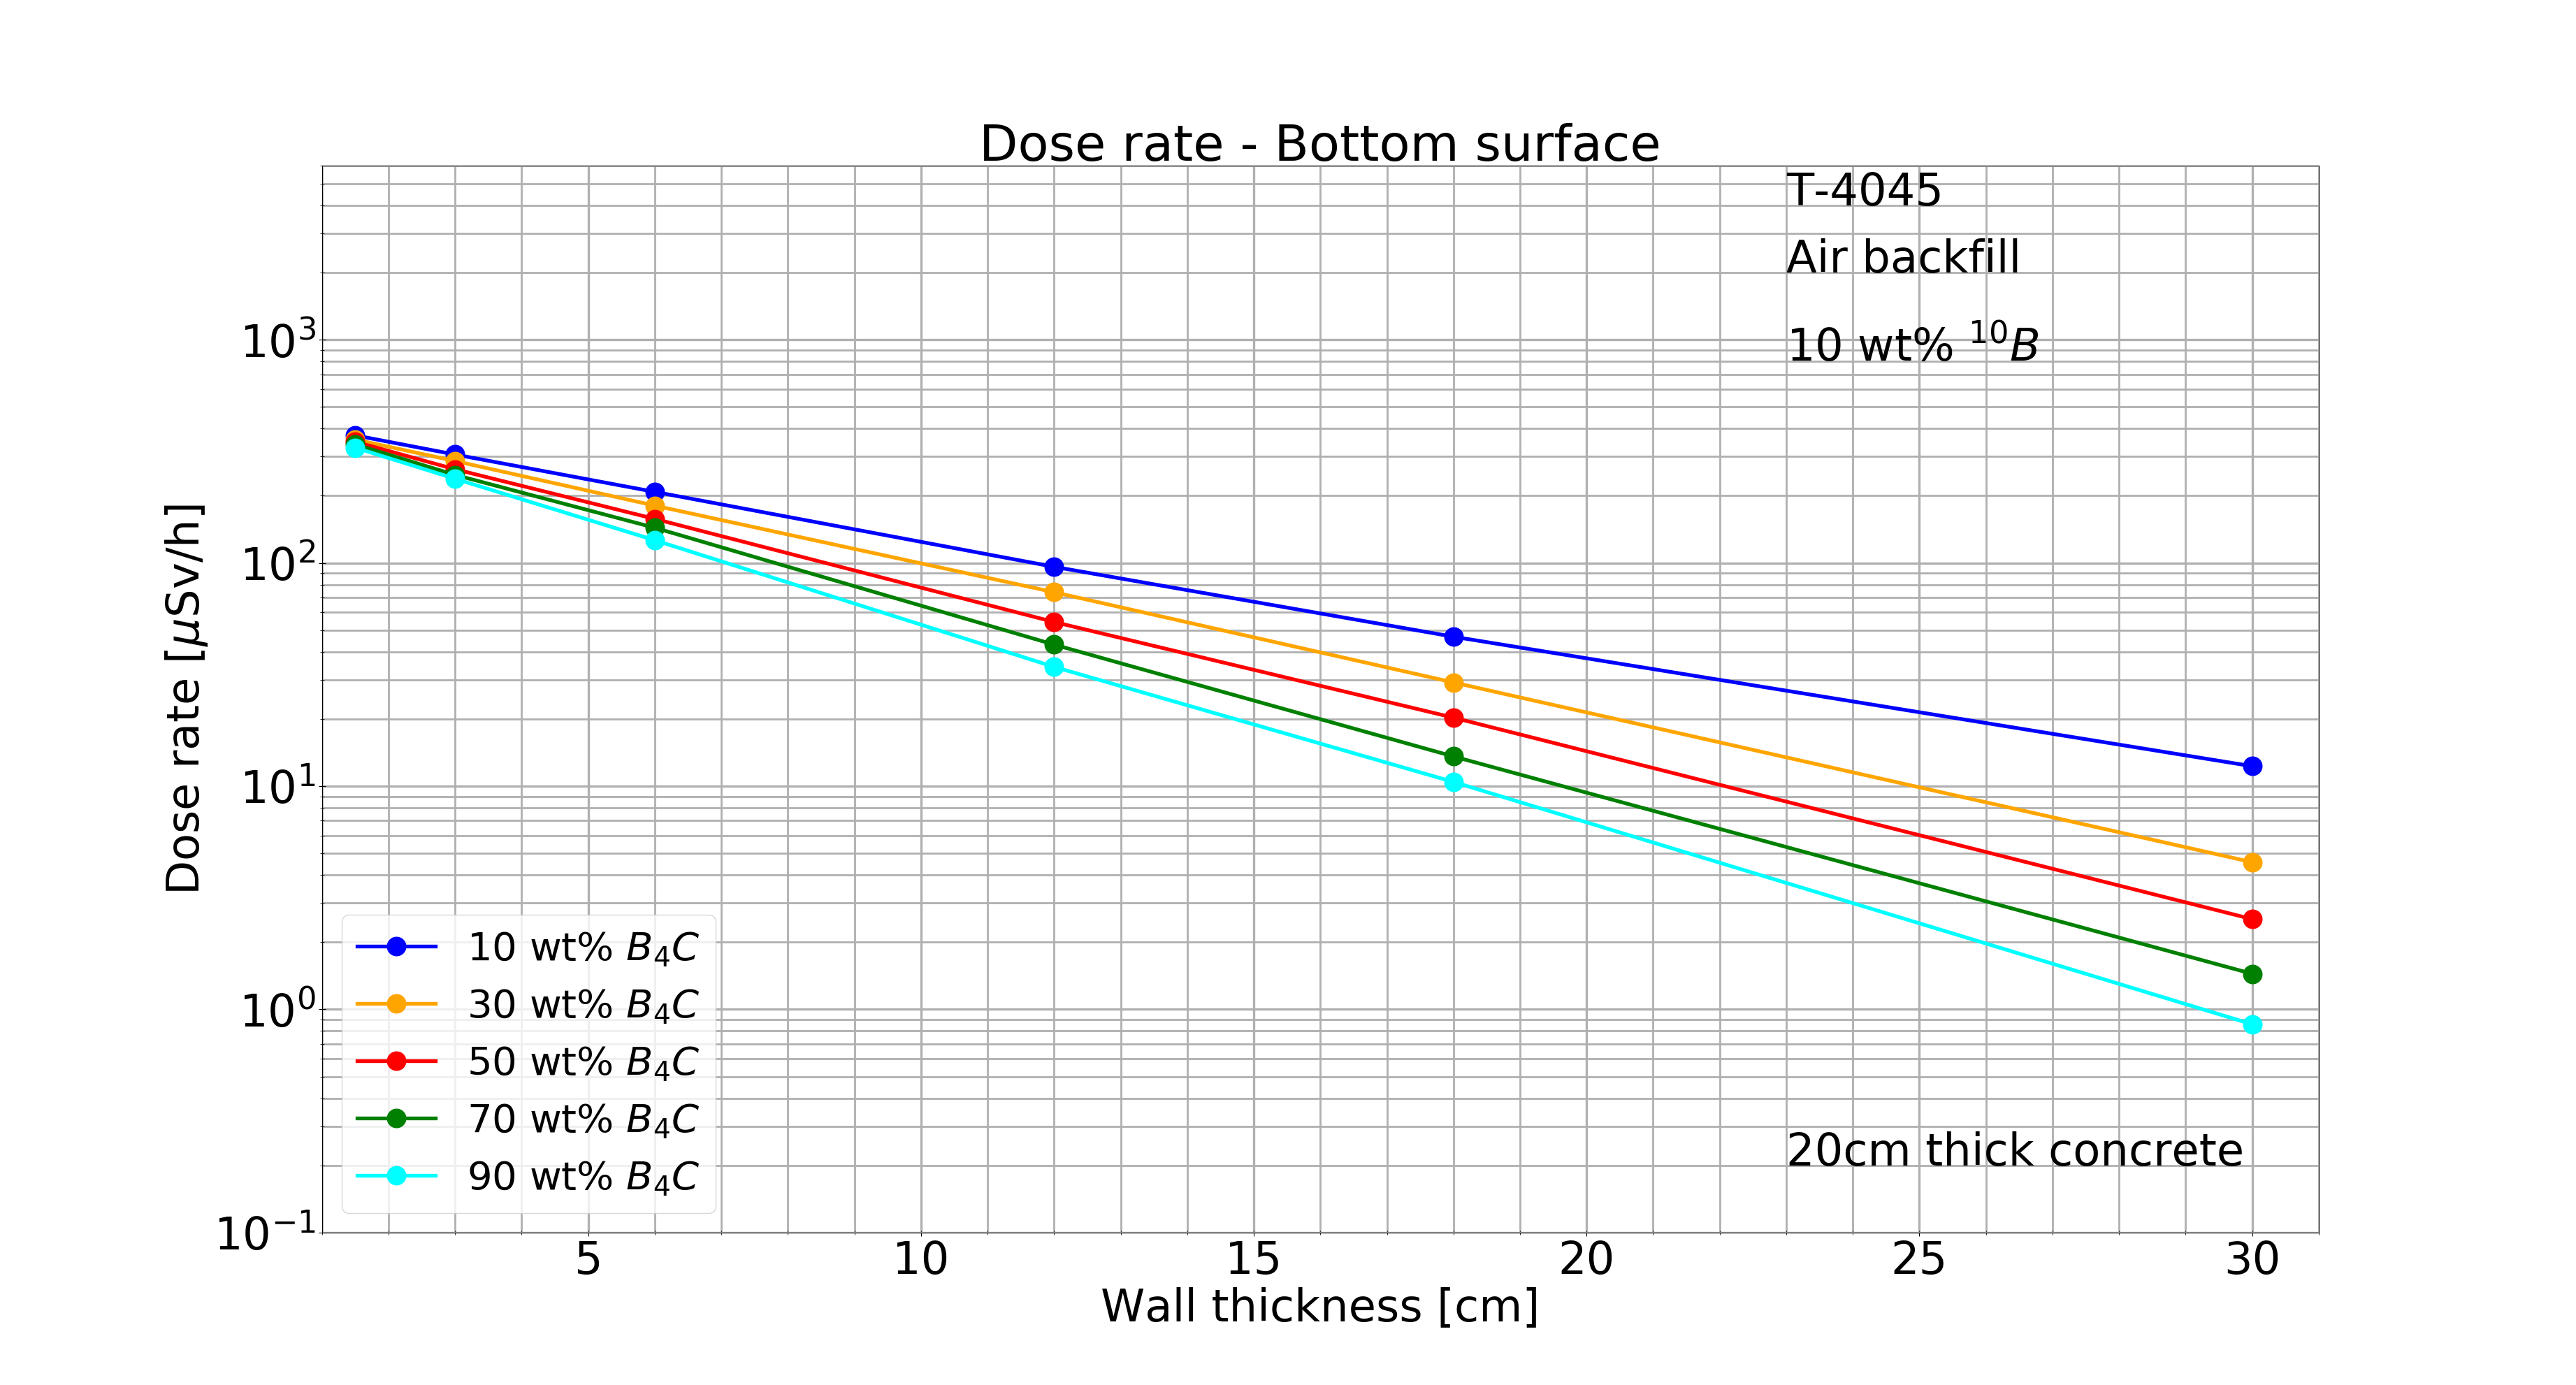 Dose rate - Bottom surface
T-4045
Air backfill
10 wt% ¹⁰B
10³
10²
10¹
10⁰
10⁻¹
Dose rate [μSv/h]
10 wt% B₄C
30 wt% B₄C
50 wt% B₄C
70 wt% B₄C
90 wt% B₄C
20cm thick concrete
5 10 15 20 25 30
Wall thickness [cm]